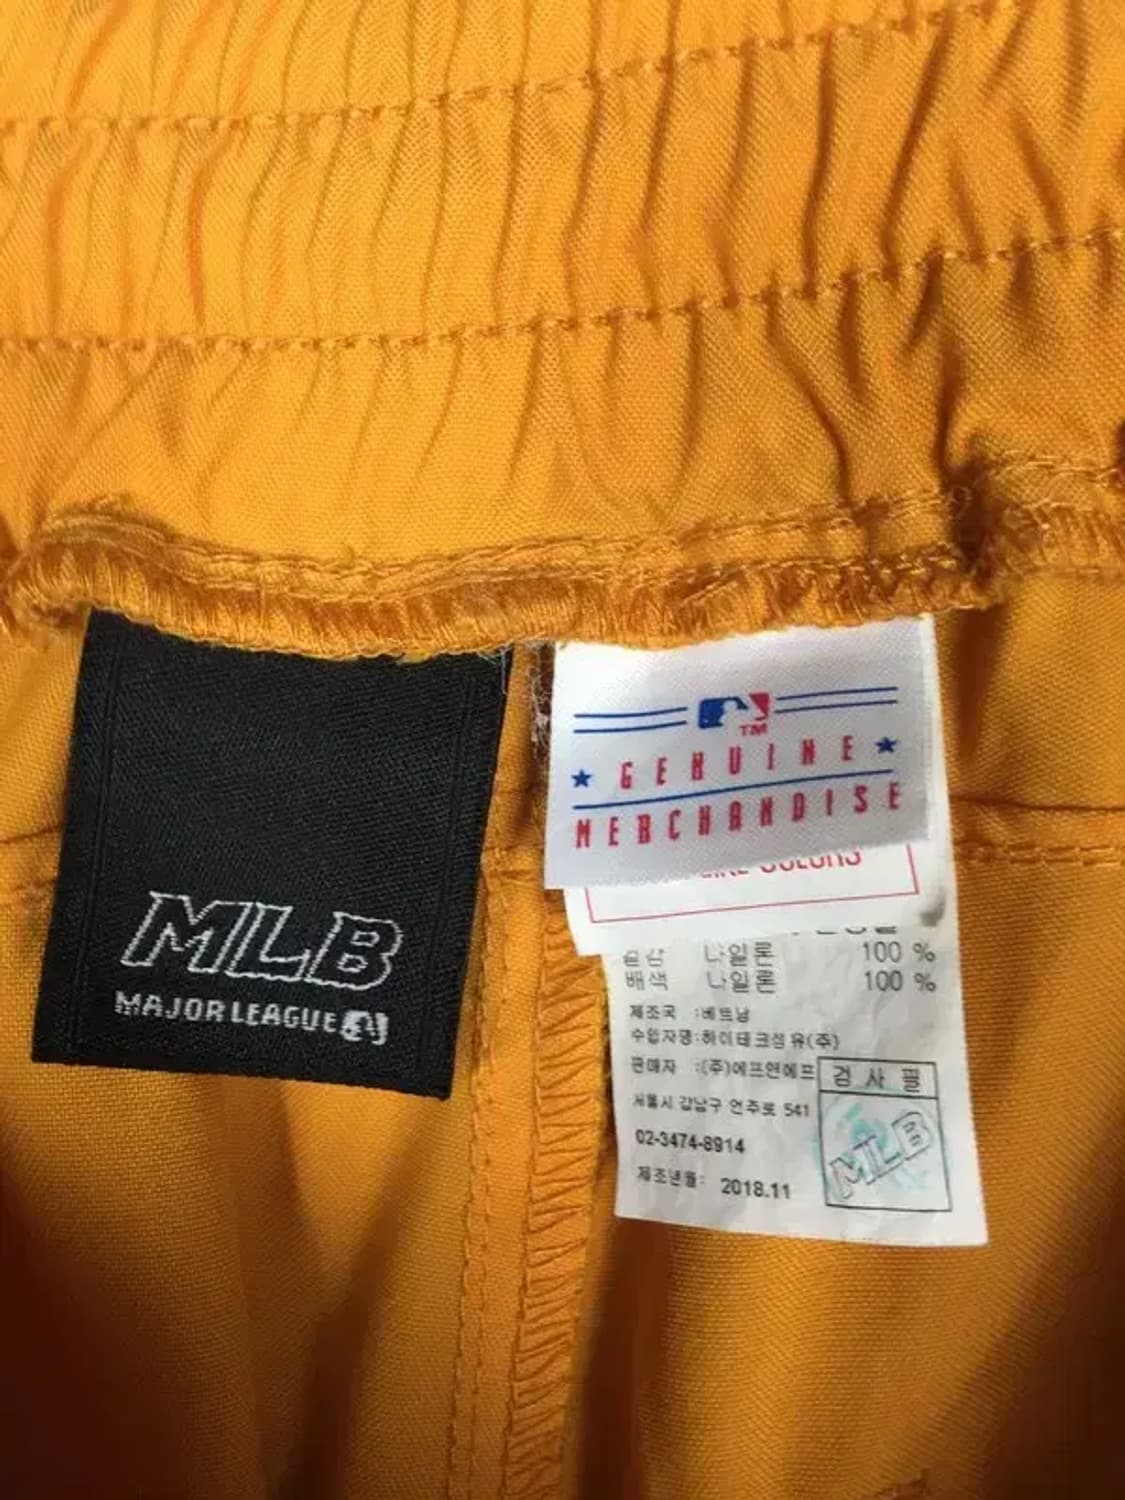 MLB
MAJOR LEAGUE
TM
GENUINE
MERCHANDISE
COLORS
겉감 나일론 100 %
배색 나일론 100 %
제조국 :베트남
수입자명:하이테크섬유(주)
판매자 :(주)에프앤에프
서울시 강남구 언주로 541
02-3474-8914
제조년월: 2018.11
검사필
MLB